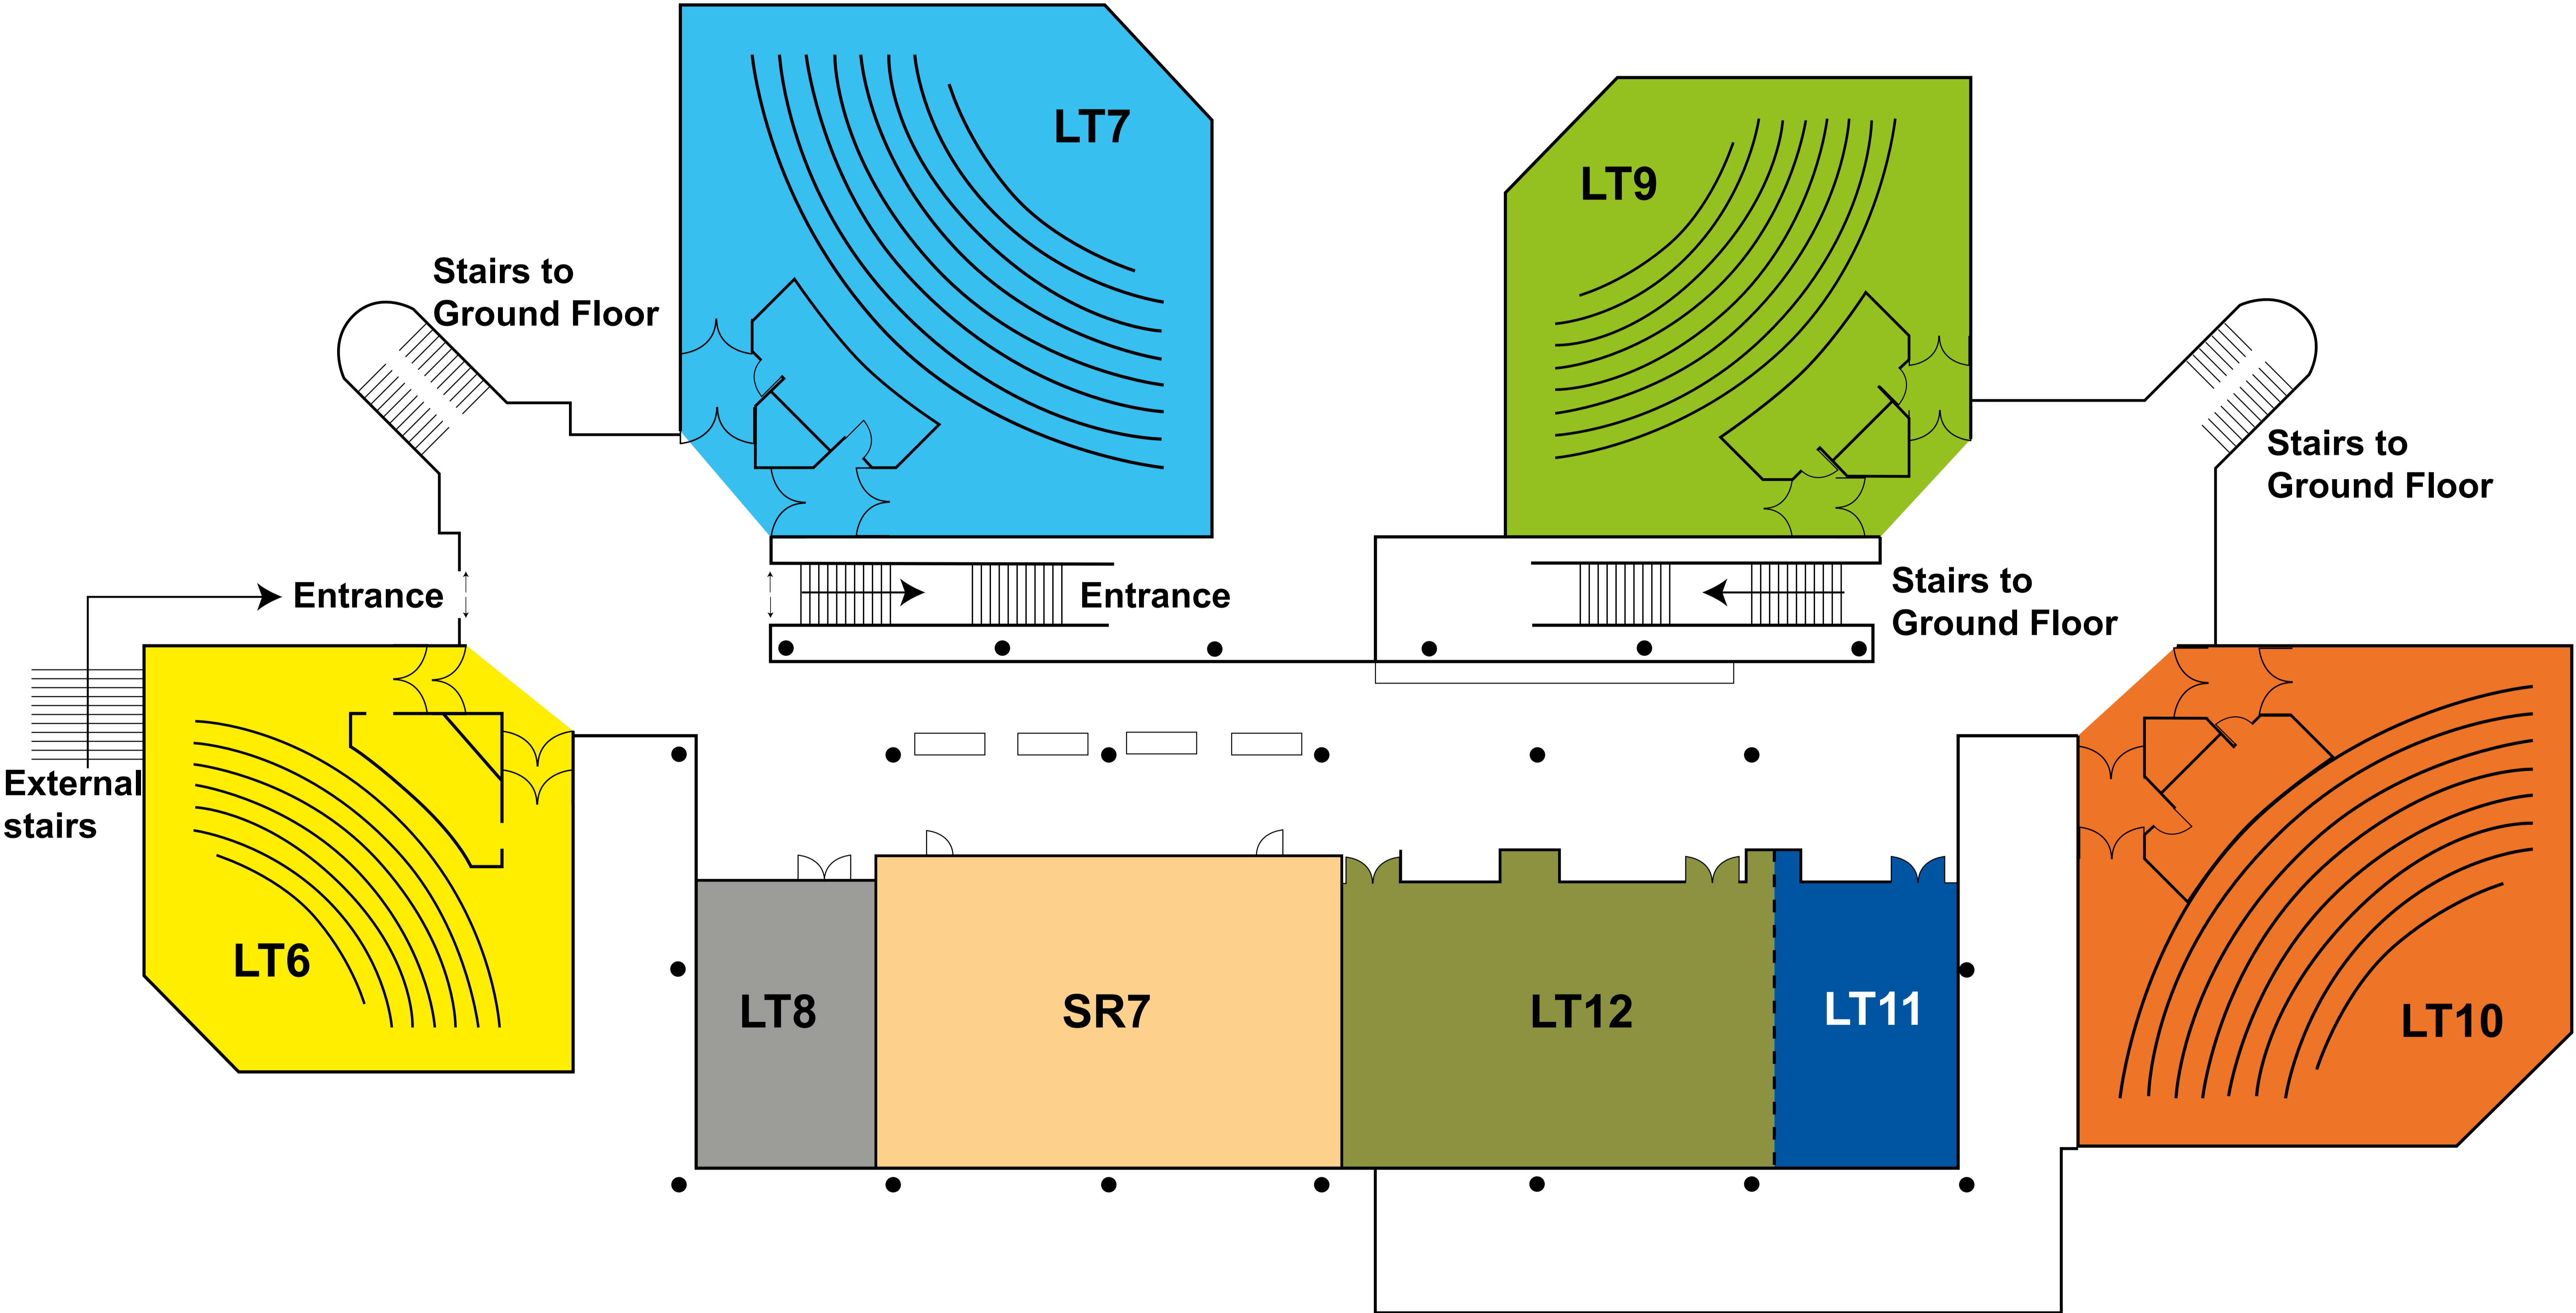 LT7
LT9
Stairs to
Ground Floor
Stairs to
Ground Floor
Entrance
Entrance
Stairs to
Ground Floor
External
stairs
LT6
LT8
SR7
LT12
LT11
LT10